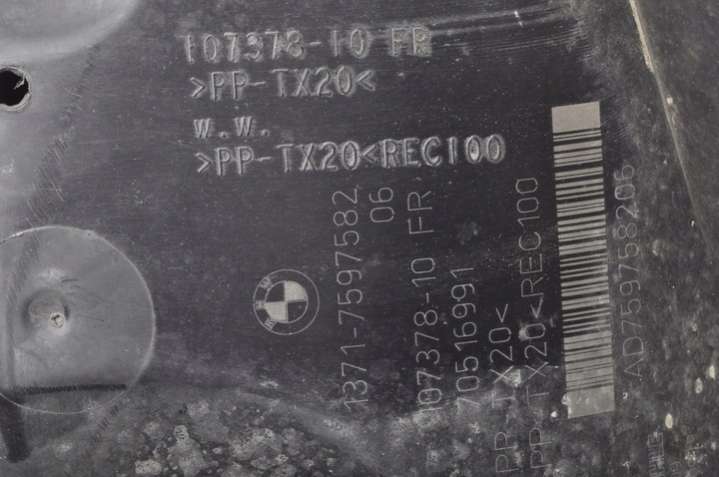 107378-10 FR
>PP-TX20<
W.W.
>PP-TX20<REC100
1371-7597582
06
107378-10 FR
70516991
PP-TX20<
PP-TX20<REC100
AD759758206